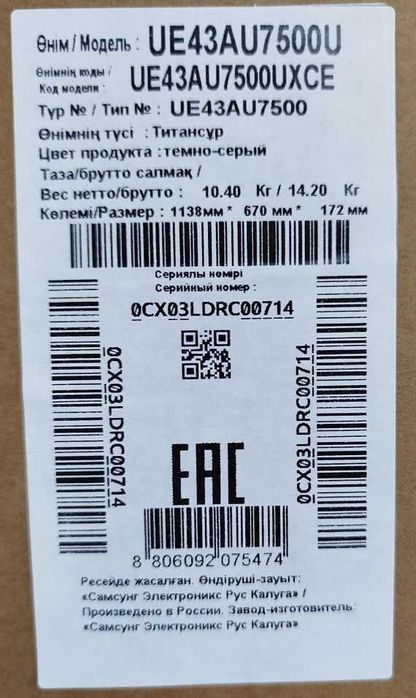 Өнім / Модель : UE43AU7500U
Өнімнің коды /
Код модели : UE43AU7500UXCE
Түр № / Тип № : UE43AU7500
Өнімнің түсі : Титансұр
Цвет продукта : темно-серый
Таза/брутто салмақ /
Вес нетто/брутто : 10.40 Кг / 14.20 Кг
Көлемі/Размер : 1138мм * 670 мм * 172 мм
Сериялы нөмірі
Серийный номер :
0CX03LDRC00714
0CX03LDRC00714
0CX03LDRC00714
EAC
8 806092 075474
Ресейде жасалған. Өндіруші-зауыт:
«Самсунг Электроникс Рус Калуга» /
Произведено в России. Завод-изготовитель:
«Самсунг Электроникс Рус Калуга»